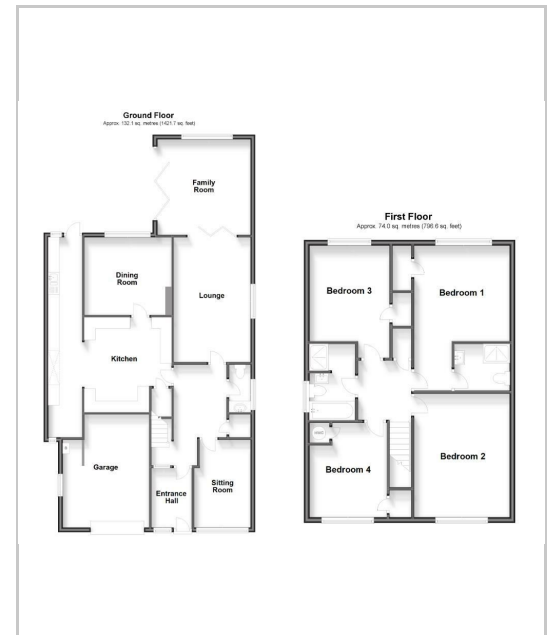 Ground Floor
Approx. 132.1 sq. metres (1421.7 sq. feet)
Family
Room
Dining
Room
Lounge
Kitchen
Garage
Entrance
Hall
Sitting
Room
First Floor
Approx. 74.0 sq. metres (796.6 sq. feet)
Bedroom 3
Bedroom 1
Bedroom 4
Bedroom 2